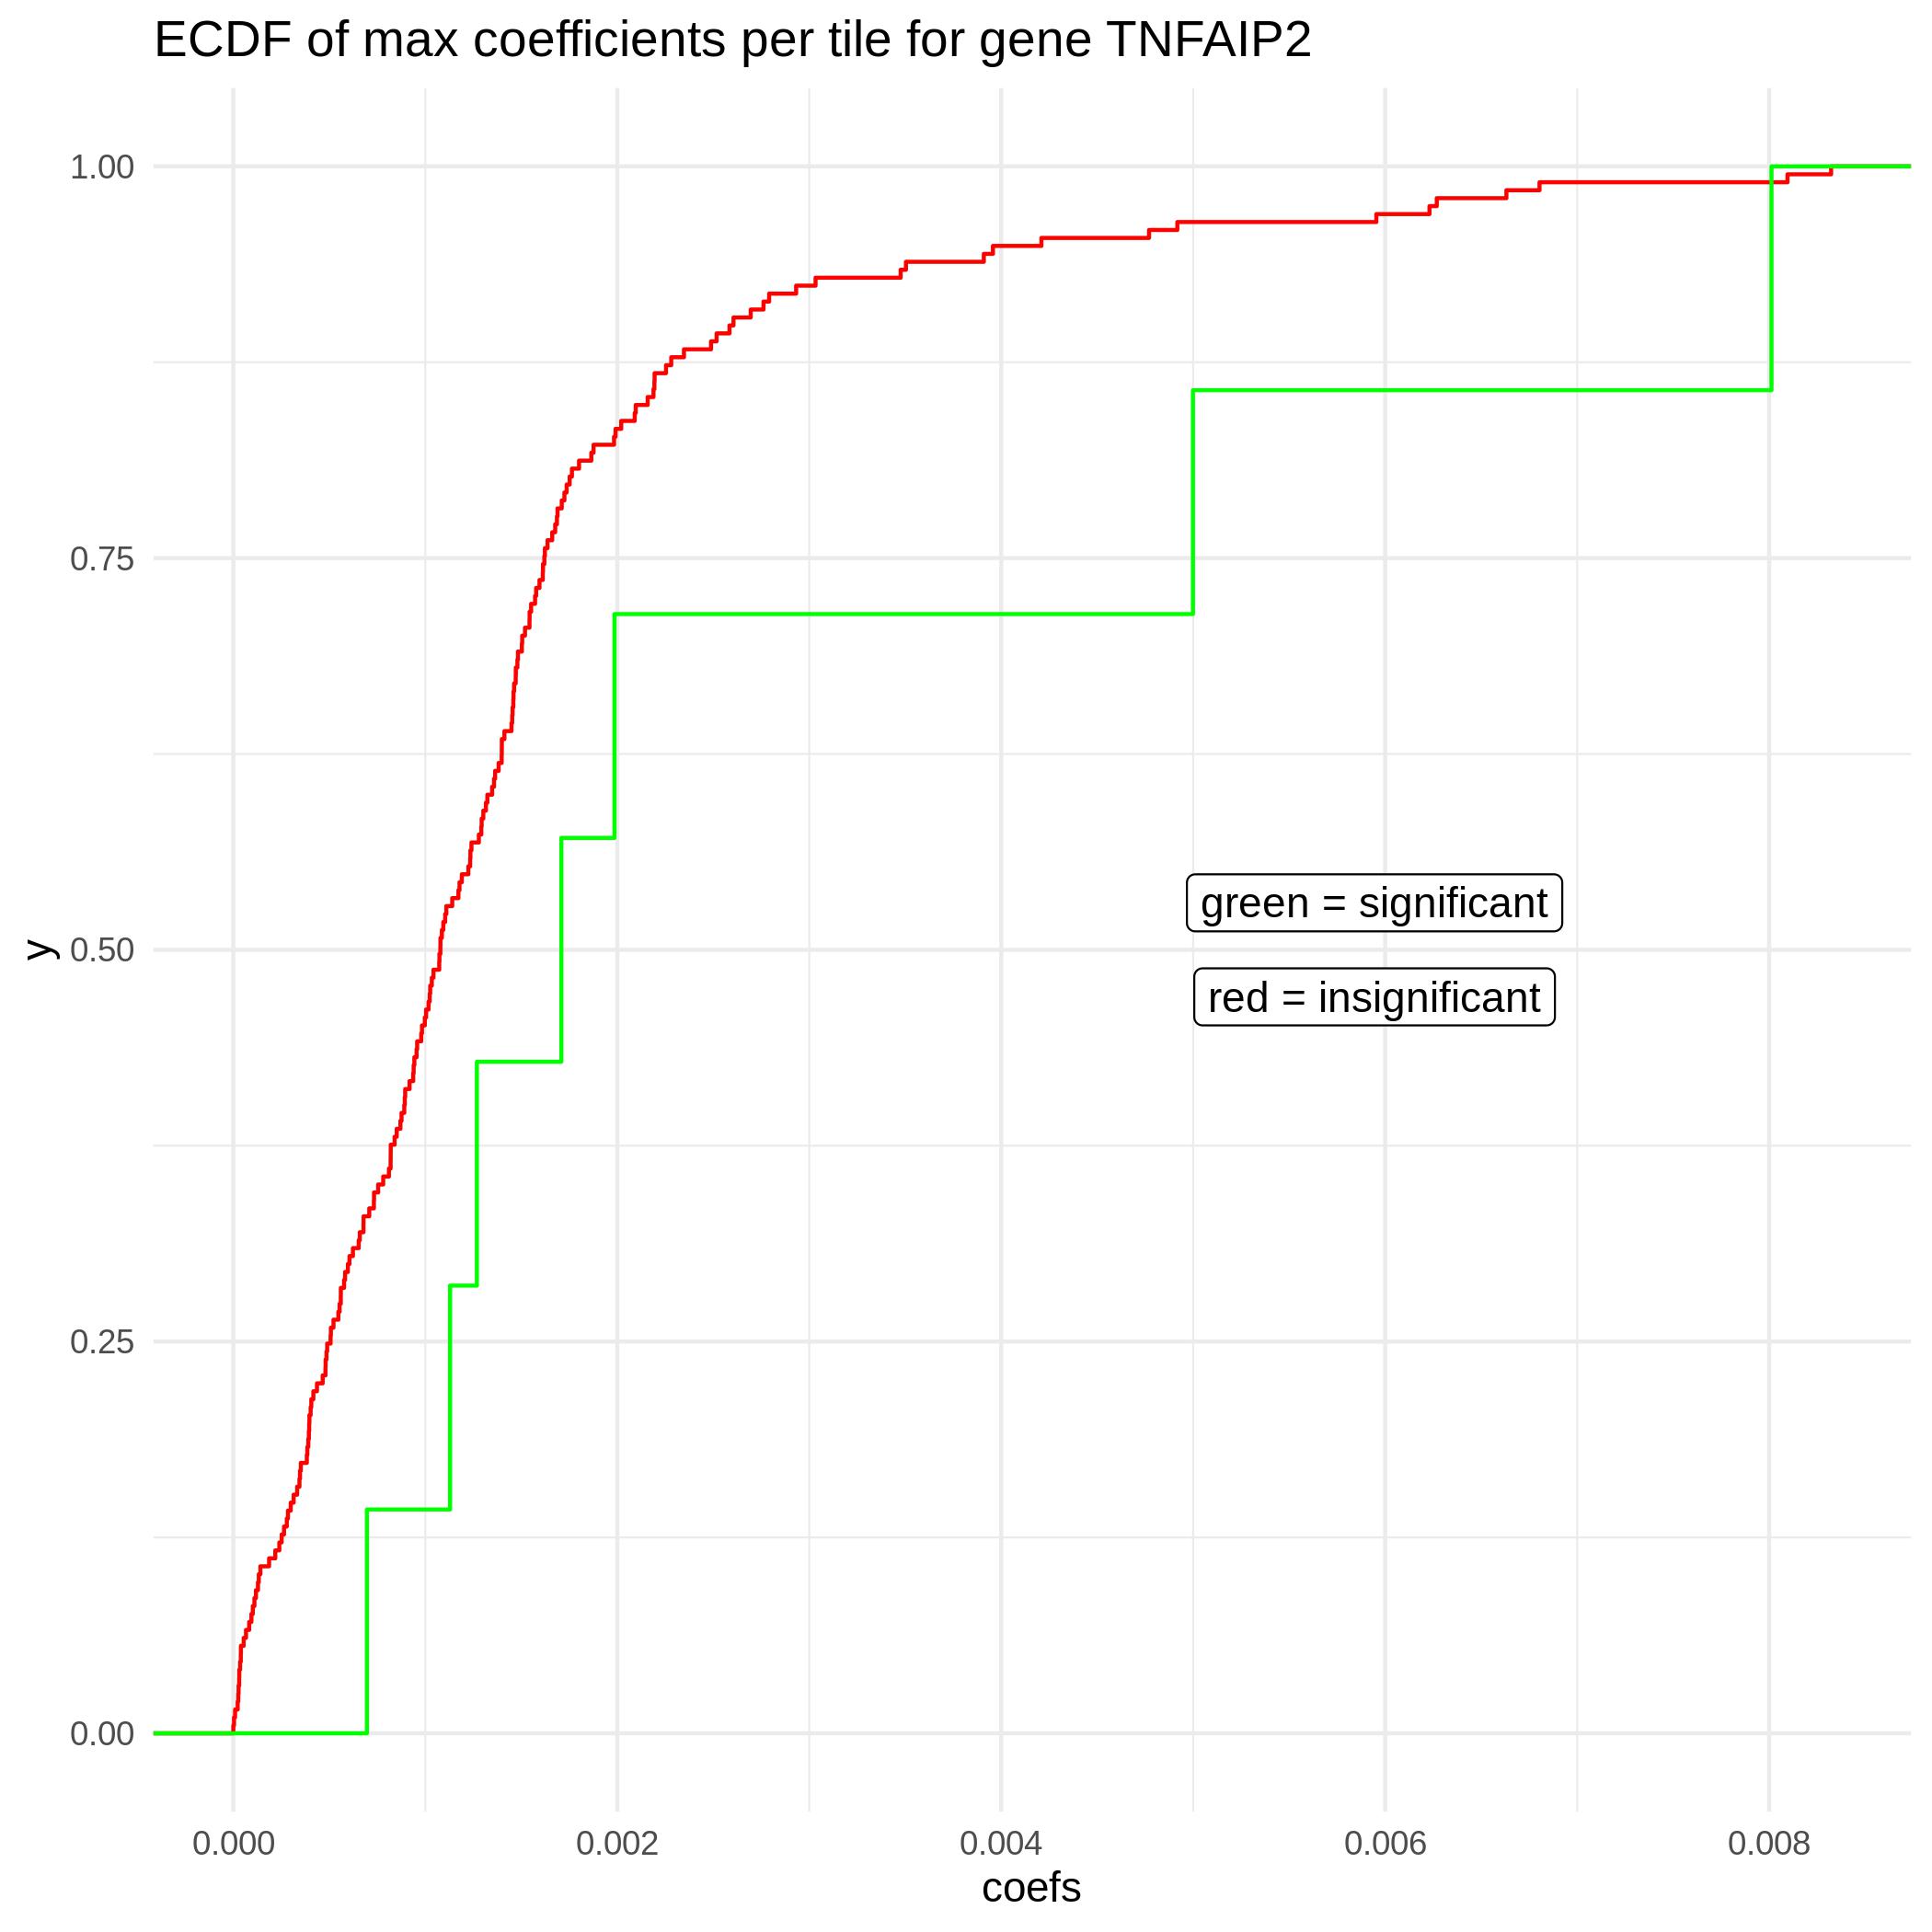 ECDF of max coefficients per tile for gene TNFAIP2
1.00
0.75
0.50
0.25
0.00
y
green = significant
red = insignificant
0.000 0.002 0.004 0.006 0.008
coefs